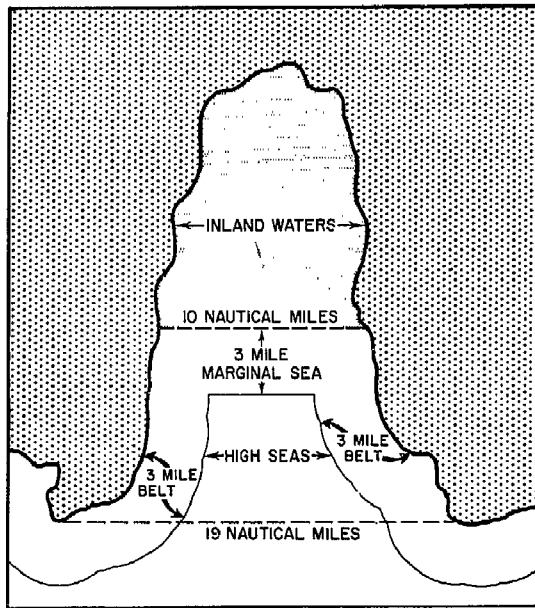 INLAND WATERS
10 NAUTICAL MILES
3 MILE
MARGINAL SEA
3 MILE
BELT
HIGH SEAS
3 MILE
BELT
19 NAUTICAL MILES